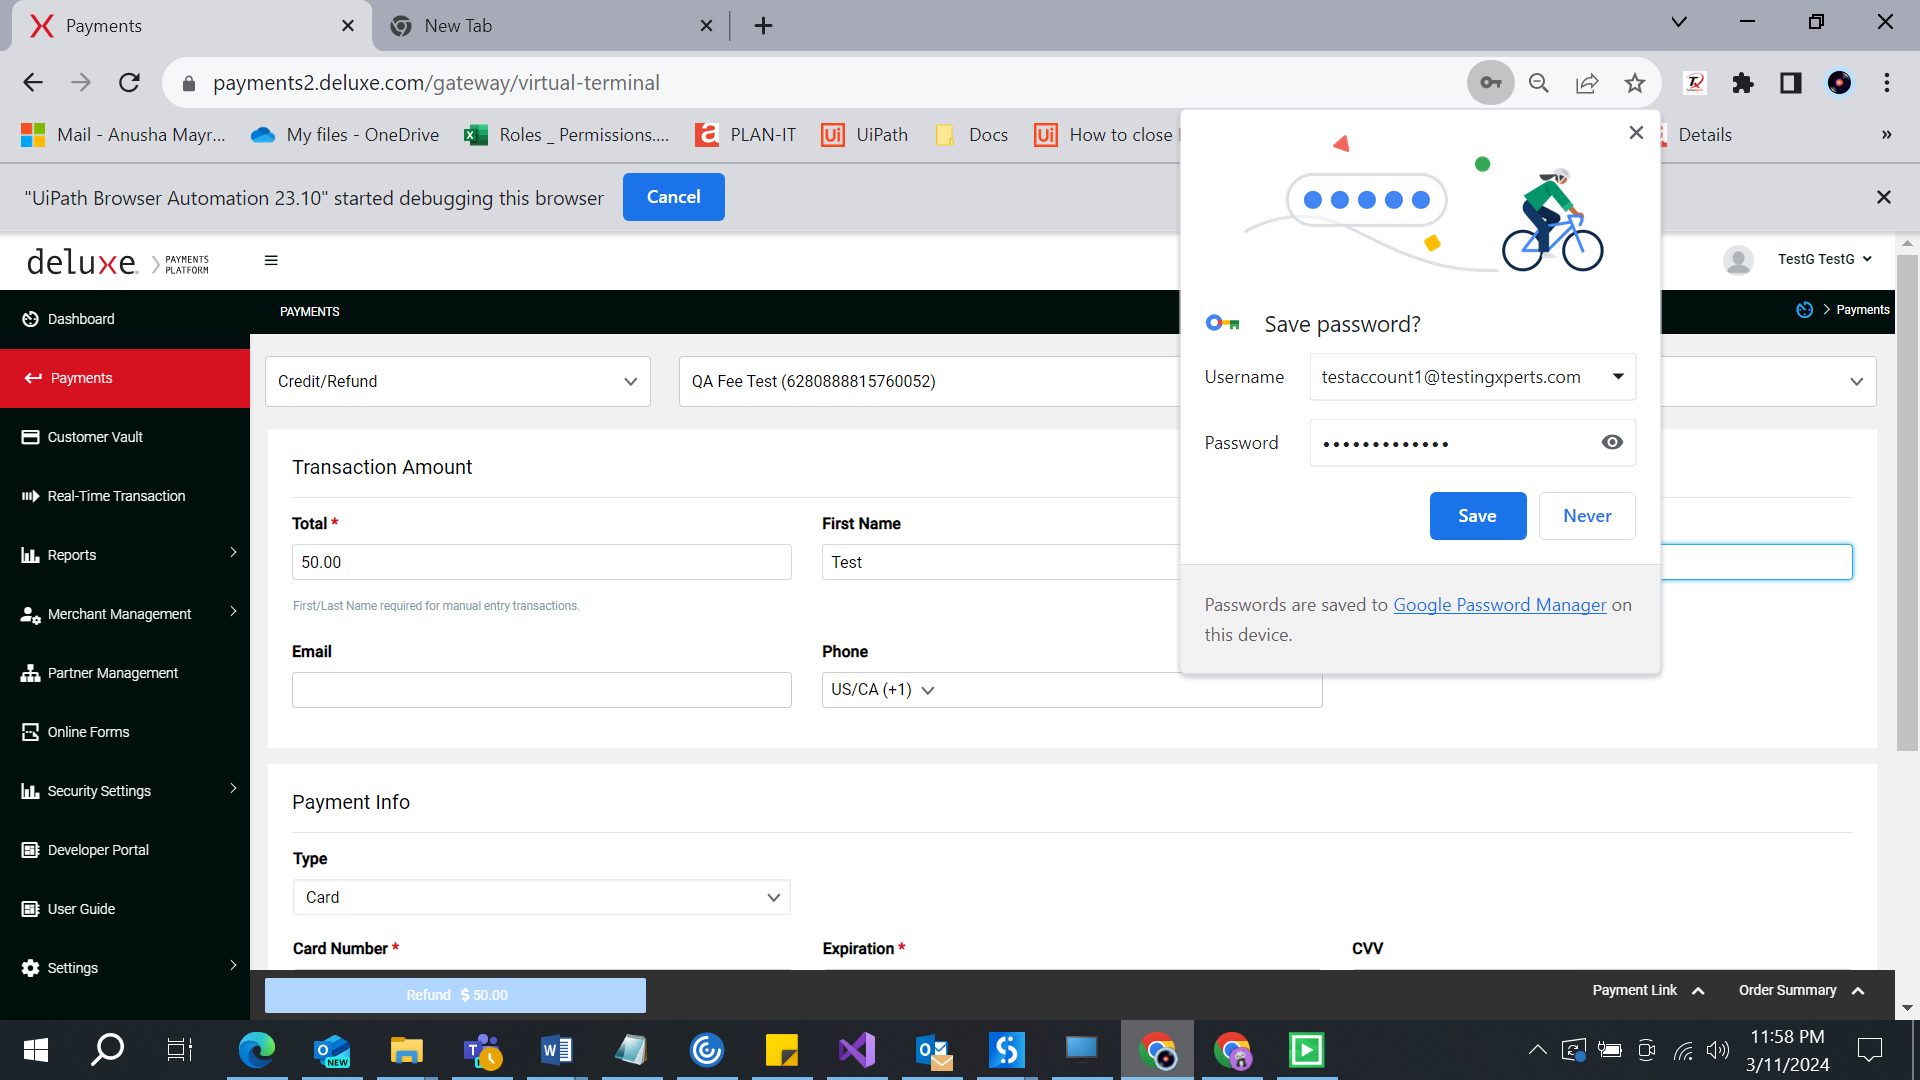 Payments
New Tab
payments2.deluxe.com/gateway/virtual-terminal
Mail - Anusha Mayr...
My files - OneDrive
Roles _ Permissions....
PLAN-IT
UiPath
Docs
How to close
Details
»
"UiPath Browser Automation 23.10" started debugging this browser
Cancel
deluxe.
PAYMENTS
PLATFORM
TestG TestG
Dashboard
Payments
Customer Vault
Real-Time Transaction
Reports
Merchant Management
Partner Management
Online Forms
Security Settings
Developer Portal
User Guide
Settings
PAYMENTS
Payments
Credit/Refund
QA Fee Test (6280888815760052)
Transaction Amount
Total *
50.00
First/Last Name required for manual entry transactions.
First Name
Test
Email
Phone
US/CA (+1)
Payment Info
Type
Card
Card Number *
Expiration *
CVV
Refund $ 50.00
Payment Link
Order Summary
Save password?
Username
testaccount1@testingxperts.com
Password
•••••••••••••
Save
Never
Passwords are saved to Google Password Manager on
this device.
NEW
11:58 PM
3/11/2024